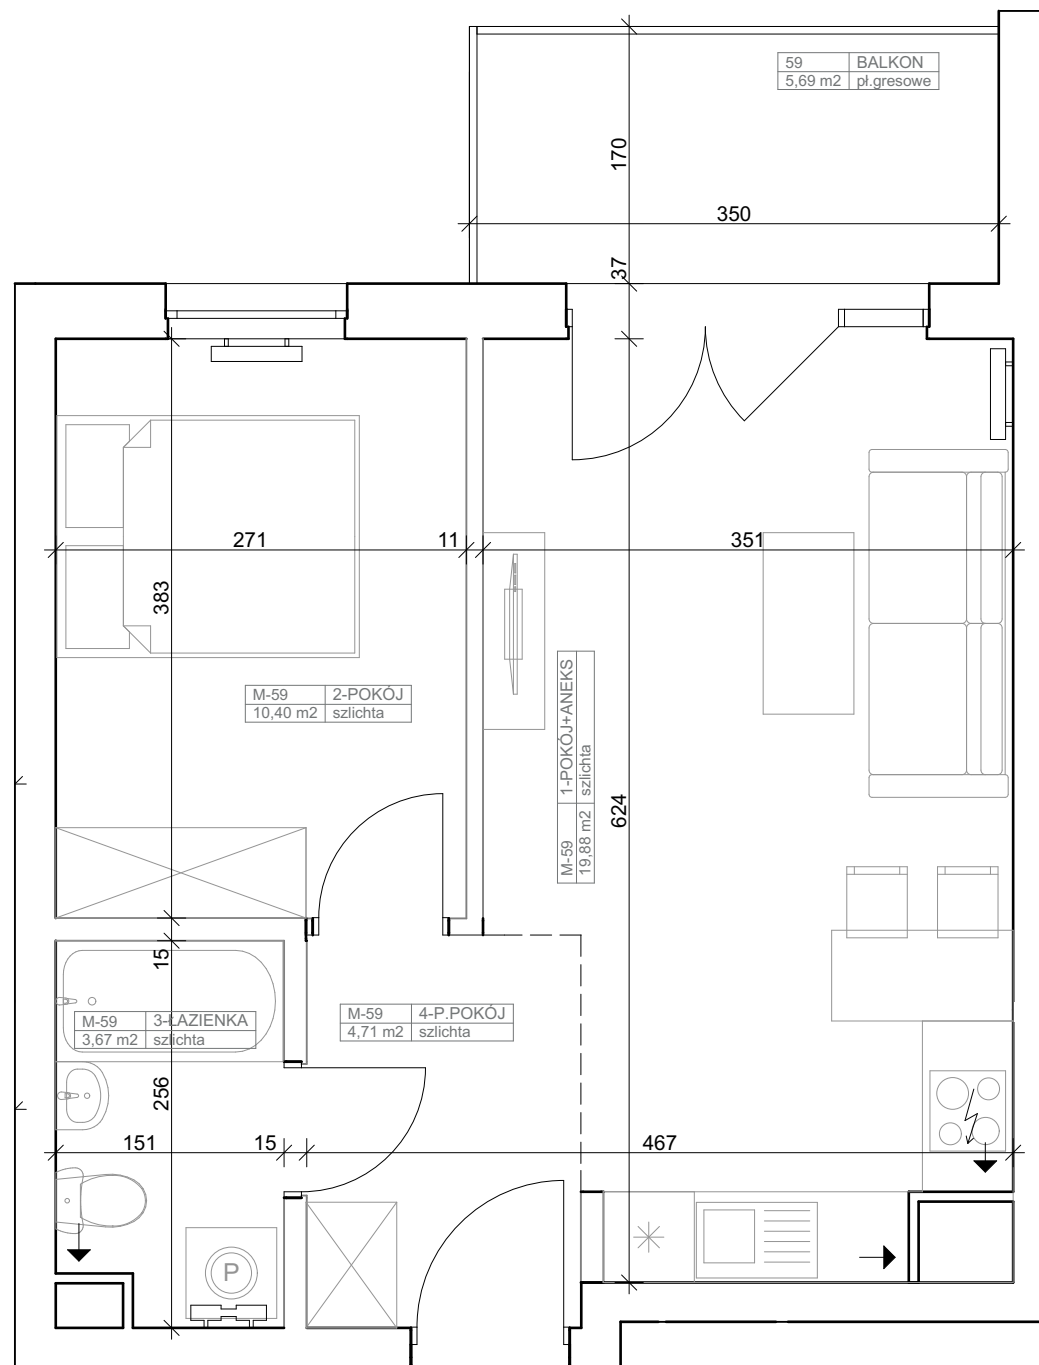 59 BALKON
5,69 m2 pł.gresowe
170
350
37
271
11
351
383
M-59 2-POKÓJ
10,40 m2 szlichta
M-59 1-POKÓJ+ANEKS
19,88 m2 szlichta
624
15
M-59 3-ŁAZIENKA
3,67 m2 szlichta
M-59 4-P.POKÓJ
4,71 m2 szlichta
256
151
15
467
P